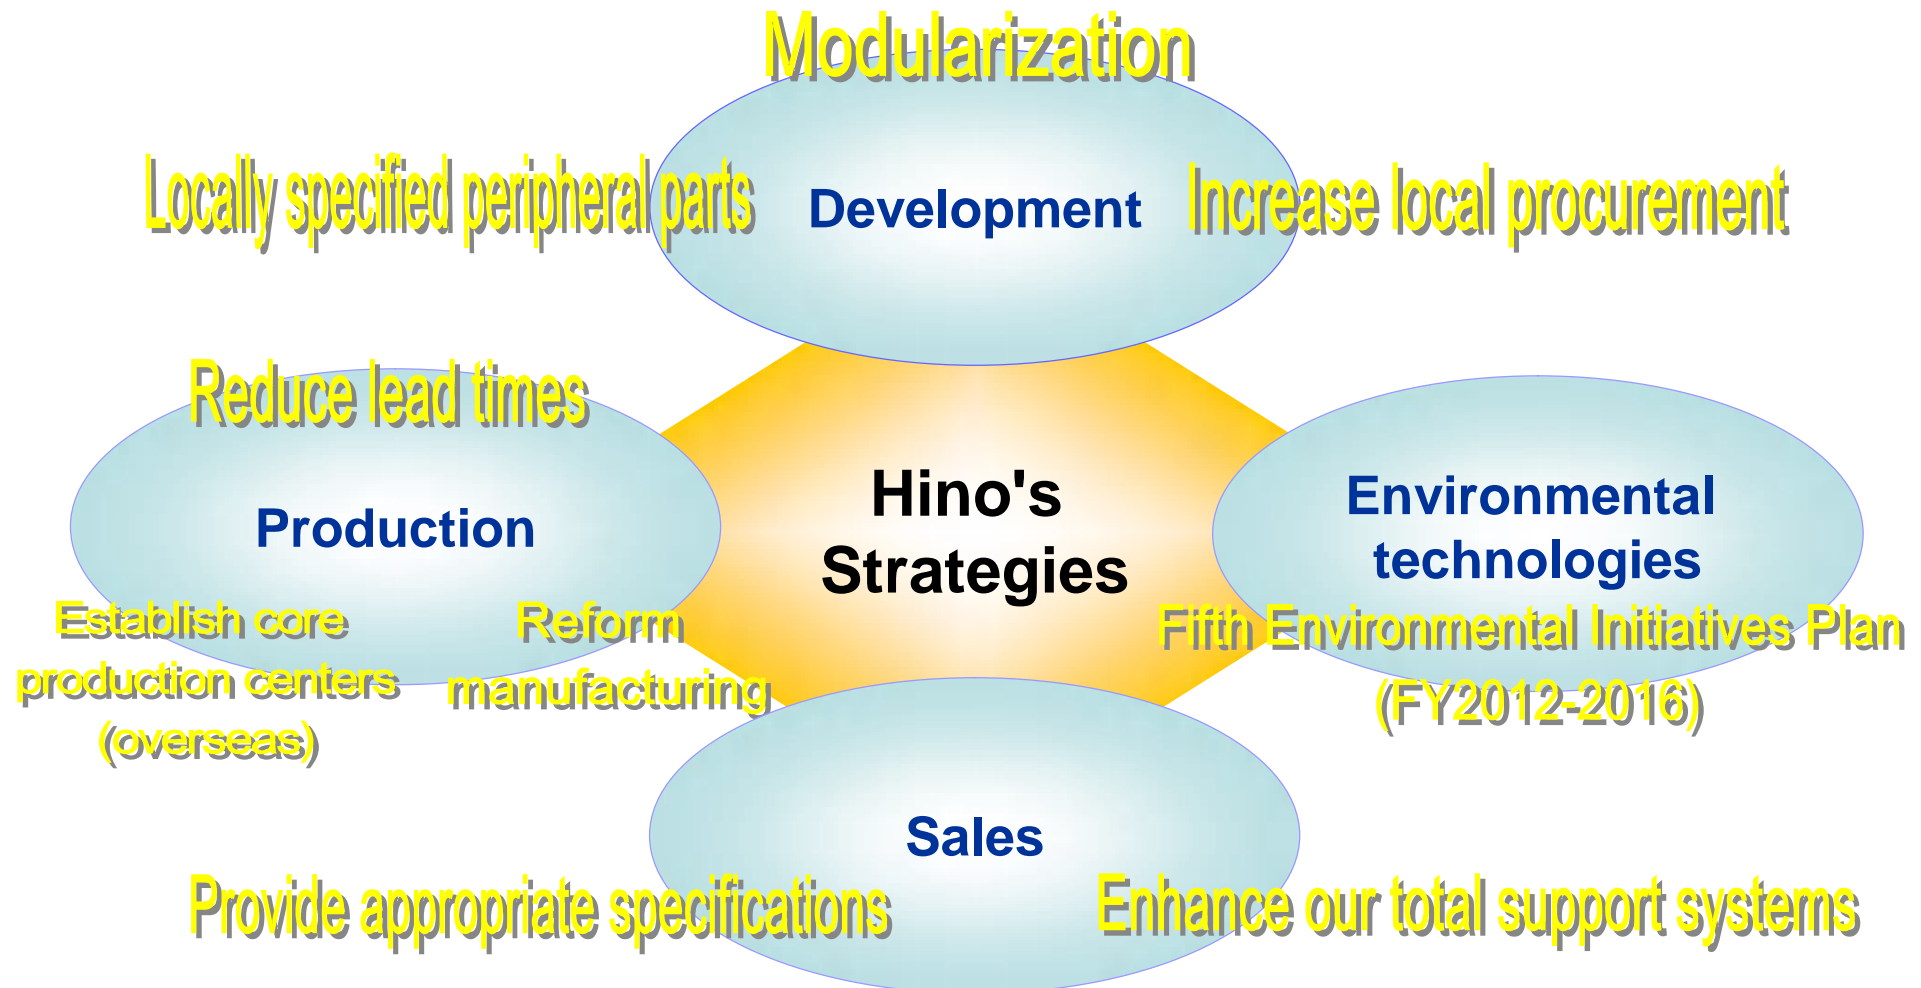 Modularization
Locally specified peripheral parts
Development
Increase local procurement
Reduce lead times
Production
Hino's
Strategies
Environmental
technologies
Establish core
production centers
(overseas)
Reform
manufacturing
Fifth Environmental Initiatives Plan
(FY2012-2016)
Sales
Provide appropriate specifications
Enhance our total support systems